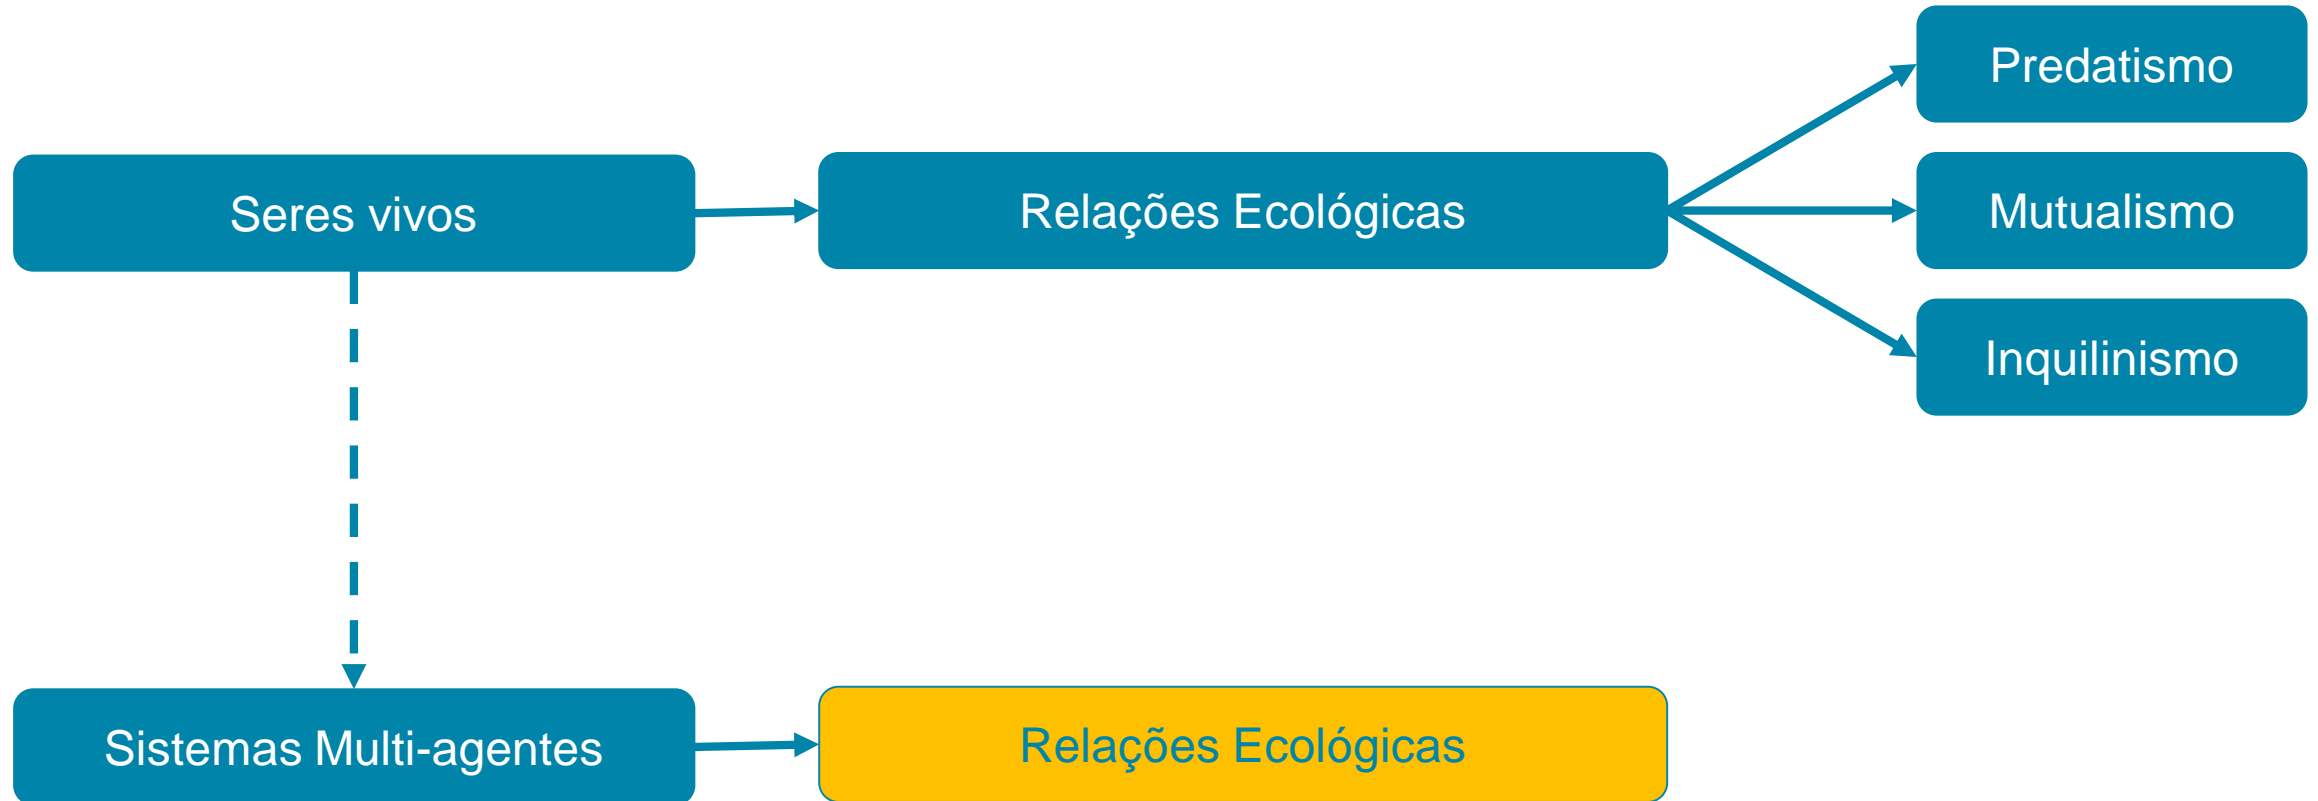 Predatismo
Seres vivos
Relações Ecológicas
Mutualismo
Inquilinismo
Sistemas Multi-agentes
Relações Ecológicas